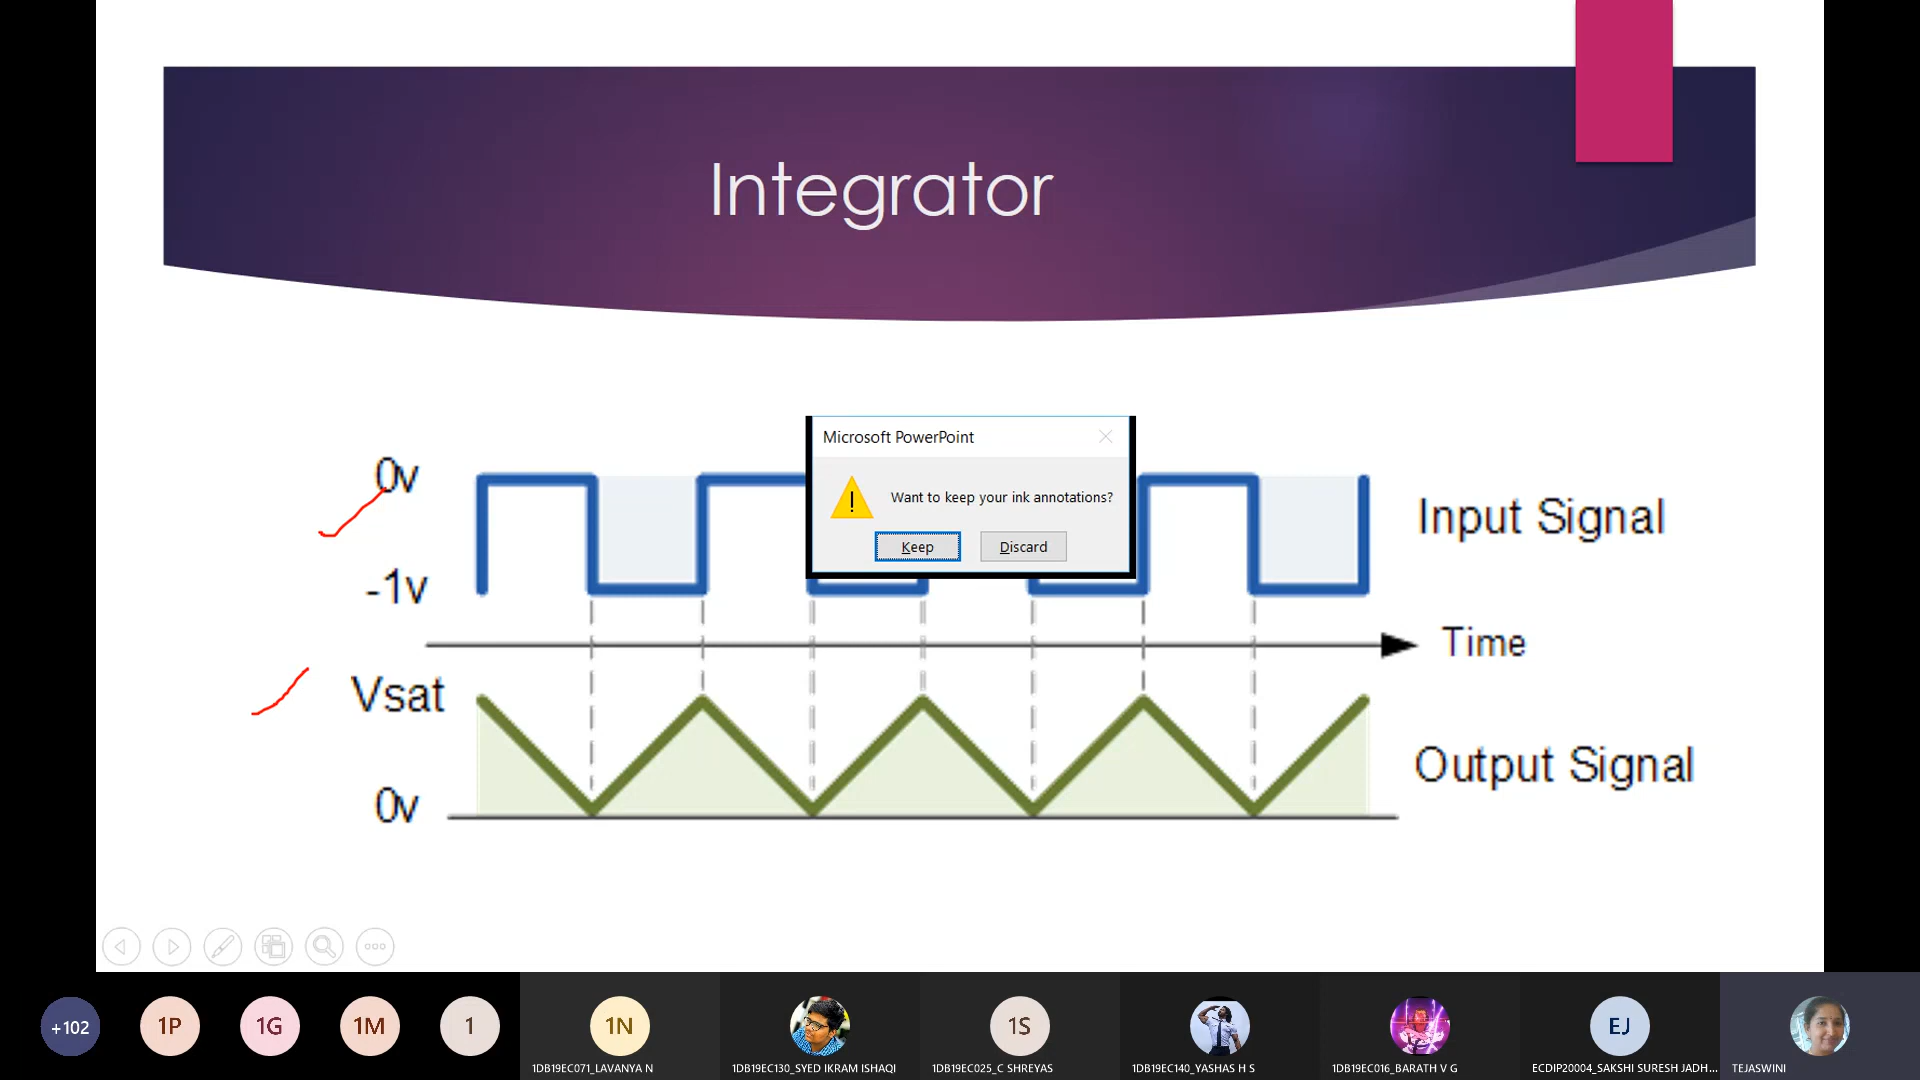 Integrator
Microsoft PowerPoint
Want to keep your ink annotations?
Keep
Discard
0v
-1v
Input Signal
Time
Vsat
0v
Output Signal
+102
1P
1G
1M
1
1N
1S
EJ
1DB19EC071_LAVANYA N
1DB19EC130_SYED IKRAM ISHAQI
1DB19EC025_C SHREYAS
1DB19EC140_YASHAS H S
1DB19EC016_BARATH V G
ECDIP20004_SAKSHI SURESH JADH...
TEJASWINI